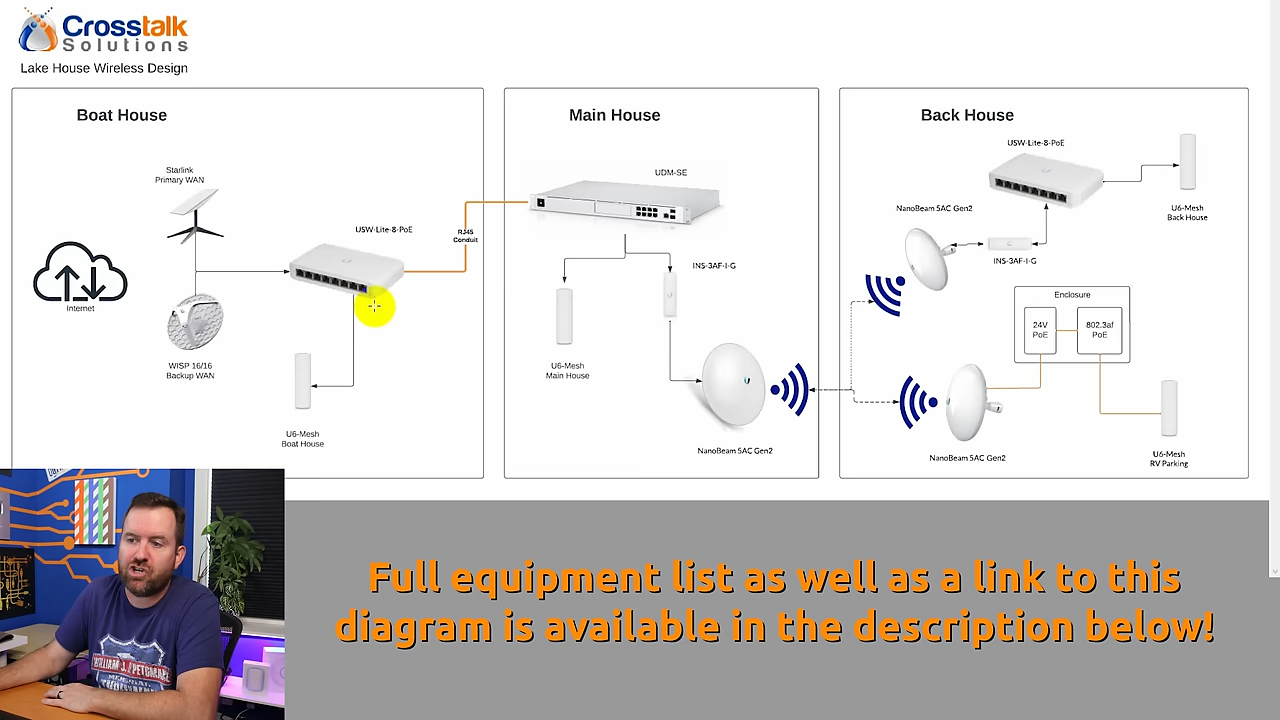 Crosstalk
Solutions
Lake House Wireless Design
Boat House
Starlink
Primary WAN
USW-Lite-8-PoE
RJ45
Conduit
Internet
WISP 16/16
Backup WAN
U6-Mesh
Boat House
Main House
UDM-SE
INS-3AF-I-G
U6-Mesh
Main House
NanoBeam 5AC Gen2
Back House
USW-Lite-8-PoE
U6-Mesh
Back House
NanoBeam 5AC Gen2
INS-3AF-I-G
Enclosure
24V
PoE
802.3af
PoE
NanoBeam 5AC Gen2
U6-Mesh
RV Parking
Full equipment list as well as a link to this
diagram is available in the description below!